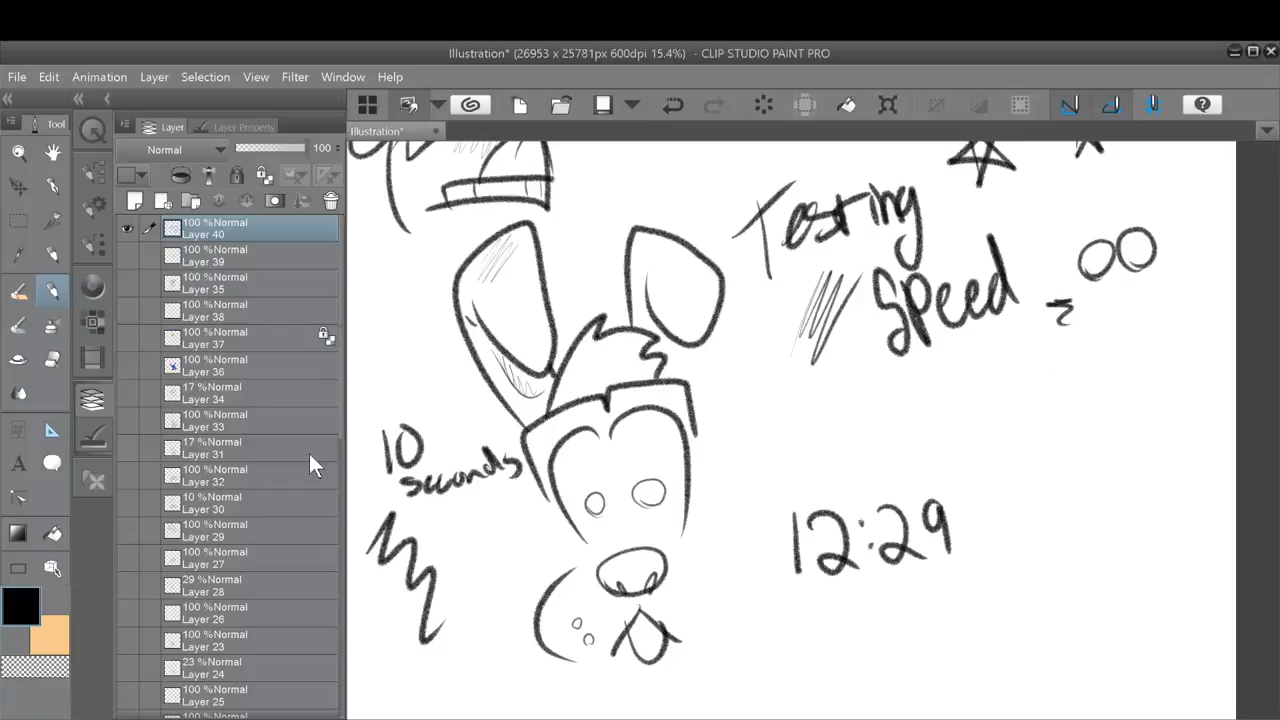 Illustration* (26953 x 25781px 600dpi 15.4%) - CLIP STUDIO PAINT PRO
File Edit Animation Layer Selection View Filter Window Help
Tool
Layer
Layer Property
Illustration*
Normal
100
100 %Normal
Layer 40
100 %Normal
Layer 39
100 %Normal
Layer 35
100 %Normal
Layer 38
100 %Normal
Layer 37
100 %Normal
Layer 36
17 %Normal
Layer 34
100 %Normal
Layer 33
17 %Normal
Layer 31
100 %Normal
Layer 32
10 %Normal
Layer 30
100 %Normal
Layer 29
100 %Normal
Layer 27
29 %Normal
Layer 28
100 %Normal
Layer 26
100 %Normal
Layer 23
23 %Normal
Layer 24
100 %Normal
Layer 25
Testing
Speed
10
seconds
12:29